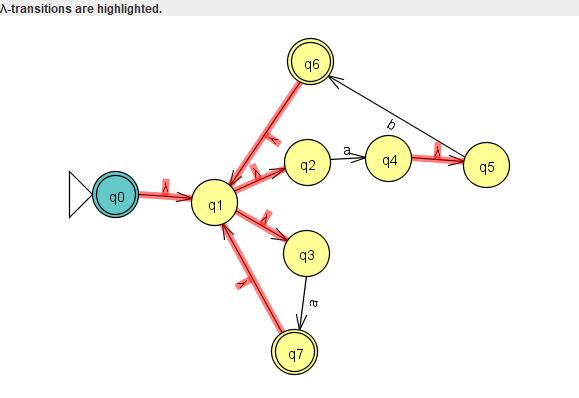 λ-transitions are highlighted.
q6
λ
b
a
q2
q4
λ
q5
λ
λ
q0
q1
λ
q3
λ
a
q7